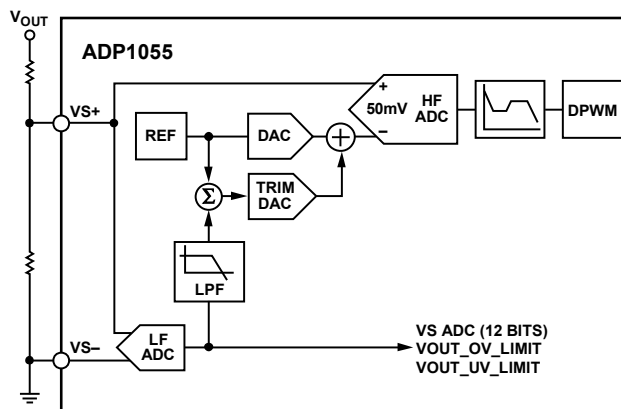 VOUT
ADP1055
VS+
REF
DAC
+
+
–
50mV
HF
ADC
DPWM
Σ
TRIM
DAC
LPF
VS–
LF
ADC
VS ADC (12 BITS)
VOUT_OV_LIMIT
VOUT_UV_LIMIT